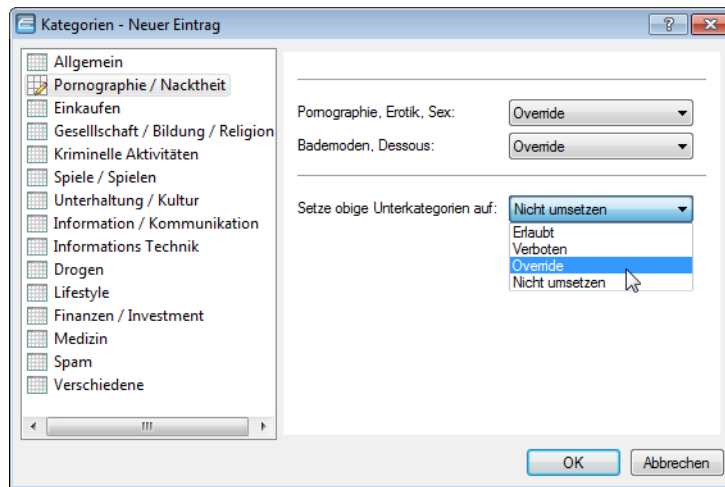 Kategorien - Neuer Eintrag
Allgemein
Pornographie / Nacktheit
Einkaufen
Geselllschaft / Bildung / Religion
Kriminelle Aktivitäten
Spiele / Spielen
Unterhaltung / Kultur
Information / Kommunikation
Informations Technik
Drogen
Lifestyle
Finanzen / Investment
Medizin
Spam
Verschiedene
Pornographie, Erotik, Sex: Override
Bademoden, Dessous: Override
Setze obige Unterkategorien auf: Nicht umsetzen
Erlaubt
Verboten
Override
Nicht umsetzen
OK Abbrechen